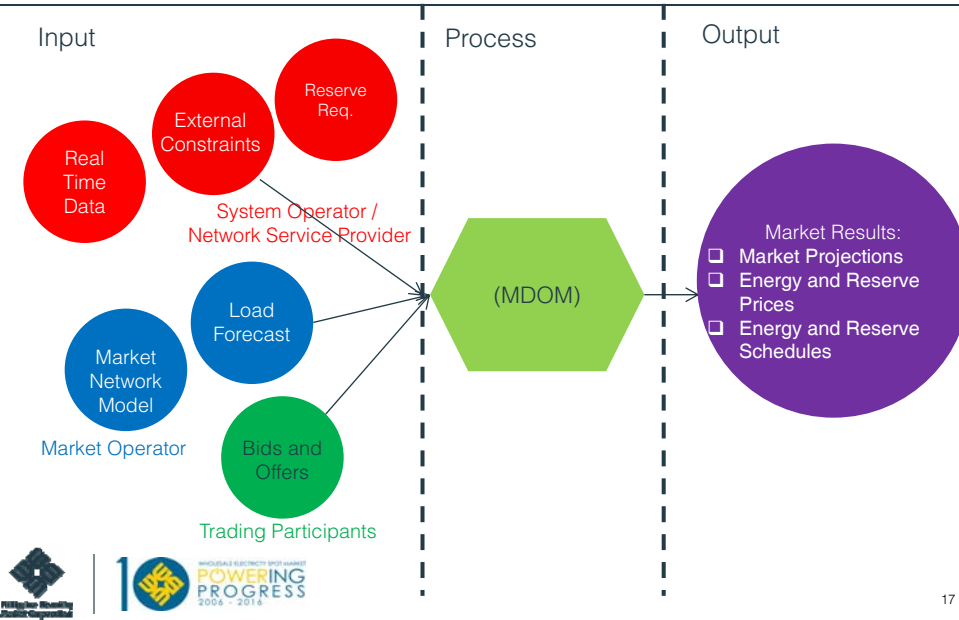 Input
Process
Output
Reserve
Req.
External
Constraints
Real
Time
Data
System Operator /
Network Service Provider
Load
Forecast
Market
Network
Model
Market Operator
Bids and
Offers
Trading Participants
(MDOM)
Market Results:
Market Projections
Energy and Reserve
Prices
Energy and Reserve
Schedules
10
WHOLESALE ELECTRICITY SPOT MARKET
POWERING
PROGRESS
2006 - 2016
17